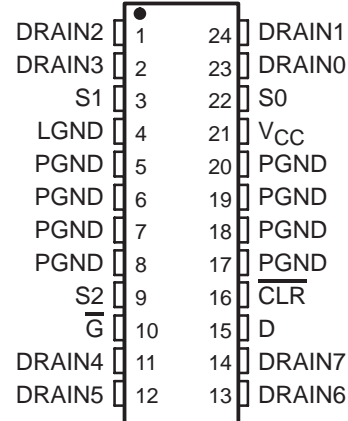 DRAIN2 1 24 DRAIN1
DRAIN3 2 23 DRAIN0
S1 3 22 S0
LGND 4 21 VCC
PGND 5 20 PGND
PGND 6 19 PGND
PGND 7 18 PGND
PGND 8 17 PGND
S2 9 16 C̅L̅R̅
G̅ 10 15 D
DRAIN4 11 14 DRAIN7
DRAIN5 12 13 DRAIN6